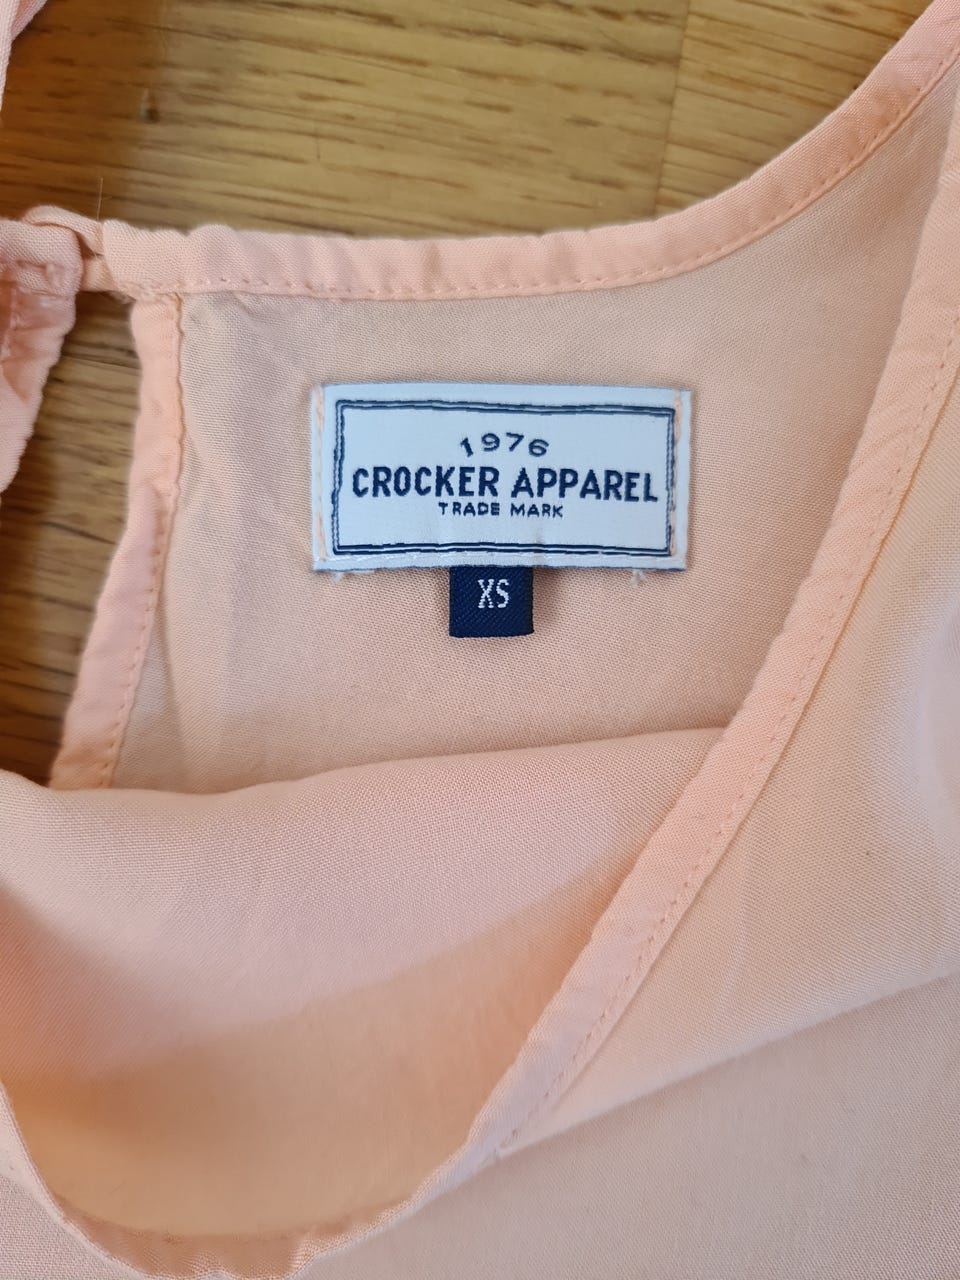 1976
CROCKER APPAREL
TRADE MARK
XS